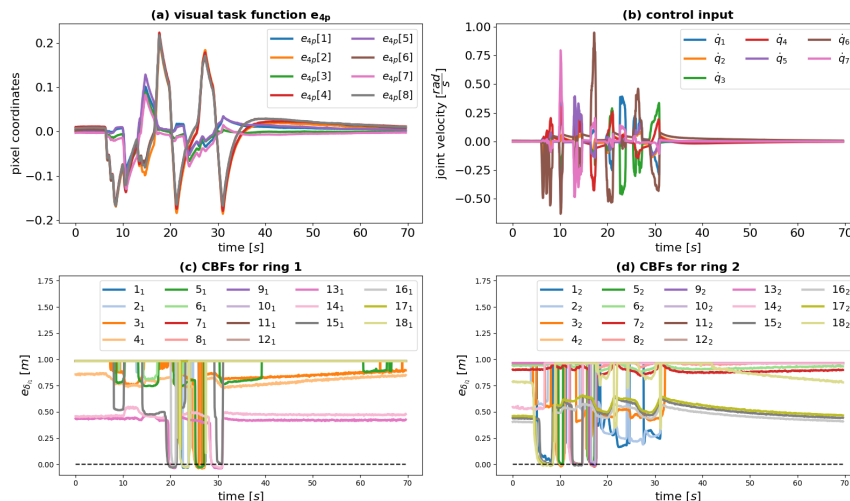 (a) visual task function e4p
(b) control input
pixel coordinates
0.2
0.1
0.0
−0.1
−0.2
e4p[1] e4p[5]
e4p[2] e4p[6]
e4p[3] e4p[7]
e4p[4] e4p[8]
0 10 20 30 40 50 60 70
time [s]
joint velocity [rad/s]
1.00
0.75
0.50
0.25
0.00
−0.25
−0.50
q̇1 q̇4 q̇6
q̇2 q̇5 q̇7
q̇3
0 10 20 30 40 50 60 70
time [s]
(c) CBFs for ring 1
(d) CBFs for ring 2
1.75
1.50
1.25
1.00
0.75
0.50
0.25
0.00
1₁ 5₁ 9₁ 13₁ 16₁
2₁ 6₁ 10₁ 14₁ 17₁
3₁ 7₁ 11₁ 15₁ 18₁
4₁ 8₁ 12₁
0 10 20 30 40 50 60 70
time [s]
1.75
1.50
1.25
1.00
0.75
0.50
0.25
0.00
1₂ 5₂ 9₂ 13₂ 16₂
2₂ 6₂ 10₂ 14₂ 17₂
3₂ 7₂ 11₂ 15₂ 18₂
4₂ 8₂ 12₂
0 10 20 30 40 50 60 70
time [s]